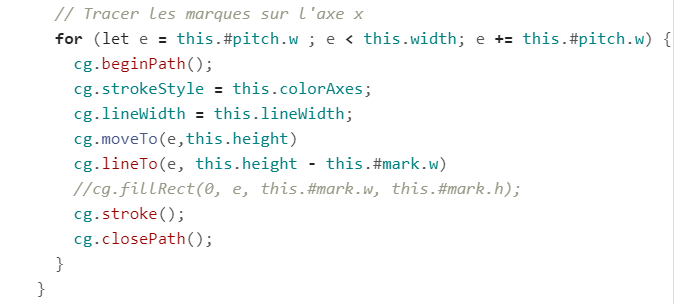 // Tracer les marques sur l'axe x
for (let e = this.#pitch.w ; e < this.width; e += this.#pitch.w) {
cg.beginPath();
cg.strokeStyle = this.colorAxes;
cg.lineWidth = this.lineWidth;
cg.moveTo(e,this.height)
cg.lineTo(e, this.height - this.#mark.w)
//cg.fillRect(0, e, this.#mark.w, this.#mark.h);
cg.stroke();
cg.closePath();
}
}